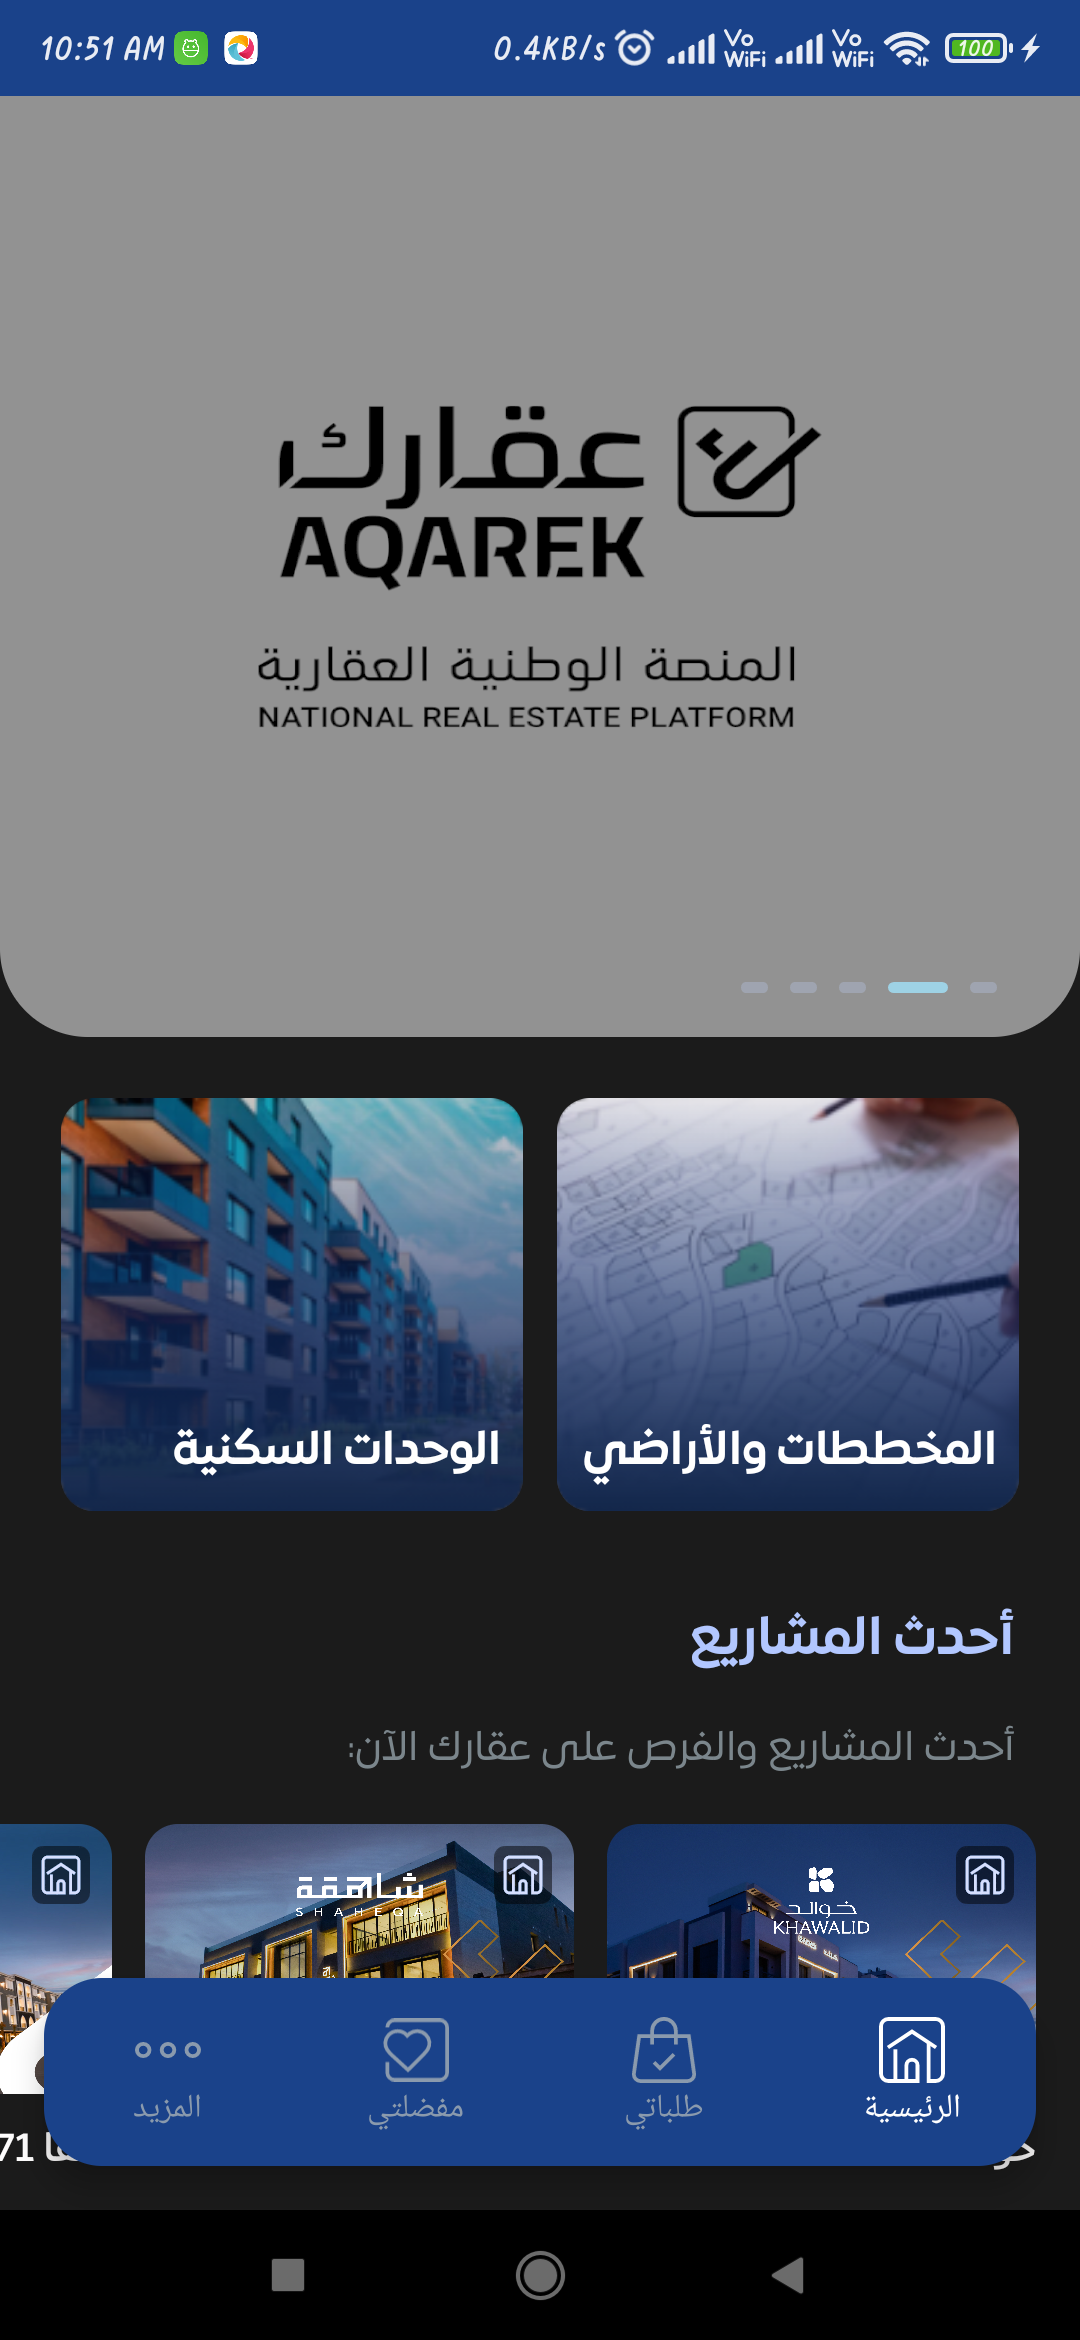 10:51 AM
0.4KB/s
Vo WiFi
Vo WiFi
100
عقارك
AQAREK
المنصة الوطنية العقارية
NATIONAL REAL ESTATE PLATFORM
المخططات والأراضي
الوحدات السكنية
أحدث المشاريع
أحدث المشاريع والفرص على عقارك الآن:
خوالد
KHAWALID
شاهقة
SHAHEQA
71
الرئيسية
طلباتي
مفضلتي
المزيد